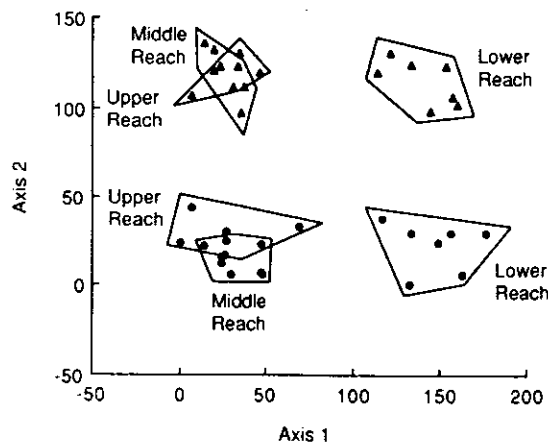 150
100
50
0
-50
-50
0
50
100
150
200
Axis 2
Axis 1
Middle
Reach
Upper
Reach
Lower
Reach
Upper
Reach
Middle
Reach
Lower
Reach